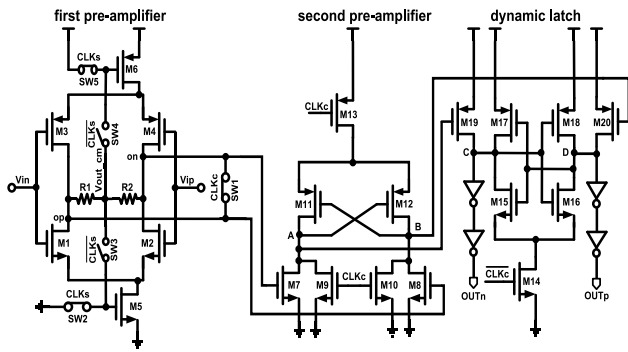 first pre-amplifier
second pre-amplifier
dynamic latch
CLKs
SW5
M6
M3
M4
CLKs
SW4
Vout_cm
Vin
Vip
on
op
R1
R2
CLKc
SW1
M1
M2
CLKs
SW3
CLKs
SW2
M5
CLKc
M13
M11
M12
A
B
M7
M9
CLKc
M10
M8
M19
M17
M18
M20
C
D
M15
M16
CLKc
M14
OUTn
OUTp